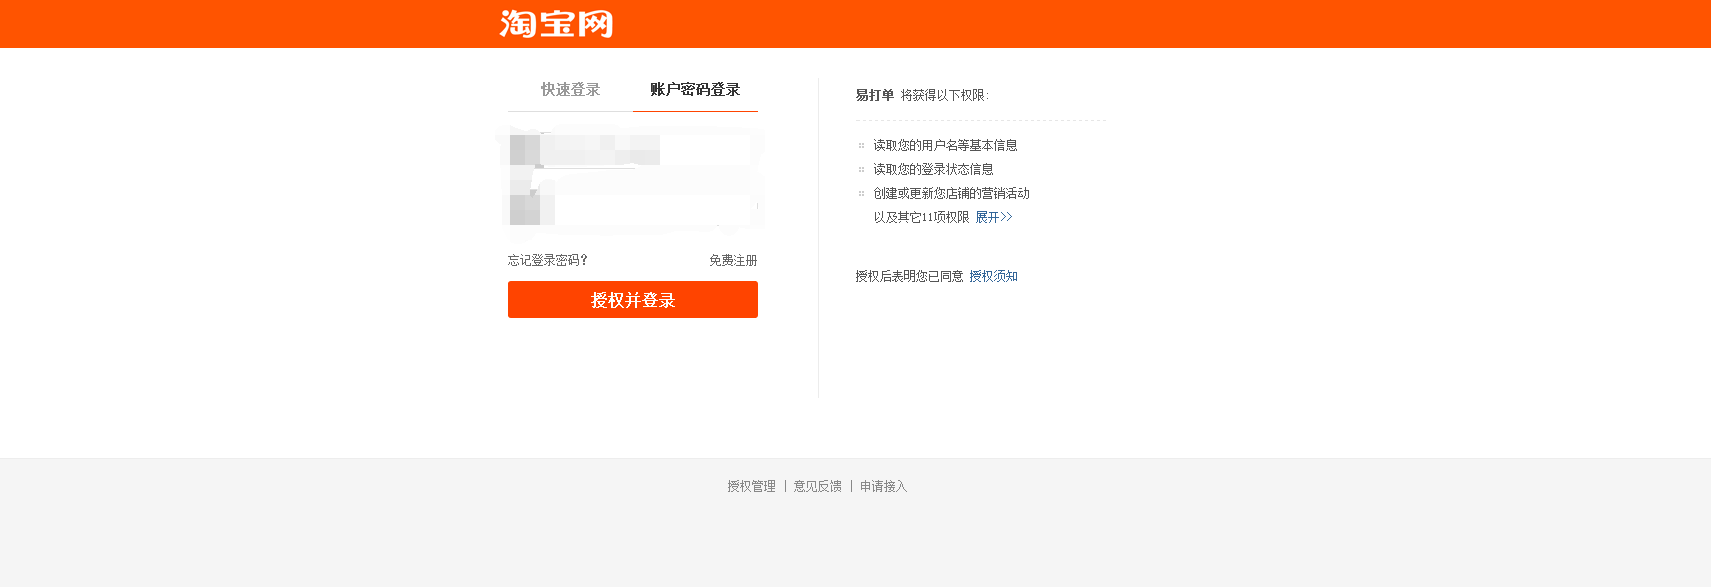 淘宝网
快速登录
账户密码登录
忘记登录密码?
免费注册
授权并登录
易打单 将获得以下权限:
读取您的用户名等基本信息
读取您的登录状态信息
创建或更新您店铺的营销活动
以及其它11项权限 展开>>
授权后表明您已同意 授权须知
授权管理 | 意见反馈 | 申请接入